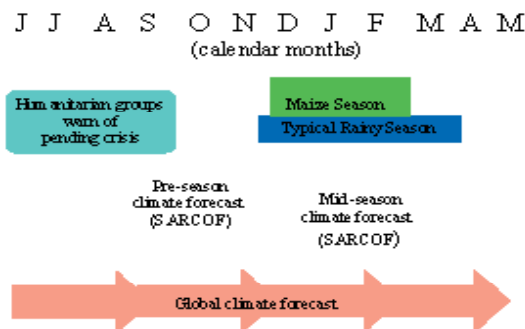 J J A S O N D J F M A M
(calendar months)
Humanitarian groups
warn of
pending crisis
Maize Season
Typical Rainy Season
Pre-season
climate forecast
(SARCOF)
Mid-season
climate forecast
(SARCOF)
Global climate forecast